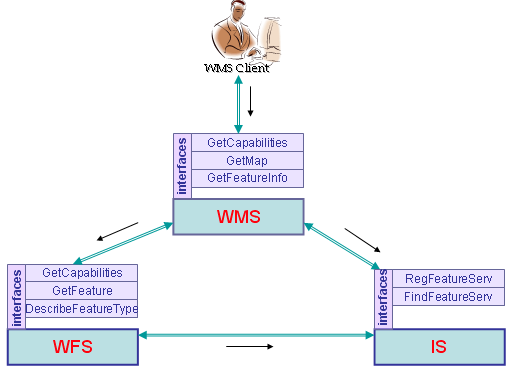 WMS Client
interfaces
GetCapabilities
GetMap
GetFeatureInfo
WMS
interfaces
GetCapabilities
GetFeature
DescribeFeatureType
WFS
interfaces
RegFeatureServ
FindFeatureServ
IS